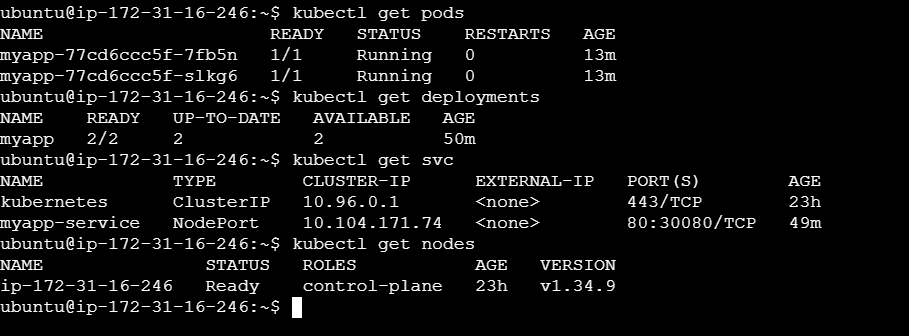 ubuntu@ip-172-31-16-246:~$ kubectl get pods
NAME                     READY   STATUS    RESTARTS   AGE
myapp-77cd6ccc5f-7fb5n   1/1     Running   0          13m
myapp-77cd6ccc5f-slkg6   1/1     Running   0          13m
ubuntu@ip-172-31-16-246:~$ kubectl get deployments
NAME    READY   UP-TO-DATE   AVAILABLE   AGE
myapp   2/2     2            2           50m
ubuntu@ip-172-31-16-246:~$ kubectl get svc
NAME            TYPE        CLUSTER-IP      EXTERNAL-IP   PORT(S)        AGE
kubernetes      ClusterIP   10.96.0.1       <none>        443/TCP        23h
myapp-service   NodePort    10.104.171.74   <none>        80:30080/TCP   49m
ubuntu@ip-172-31-16-246:~$ kubectl get nodes
NAME               STATUS   ROLES           AGE   VERSION
ip-172-31-16-246   Ready    control-plane   23h   v1.34.9
ubuntu@ip-172-31-16-246:~$